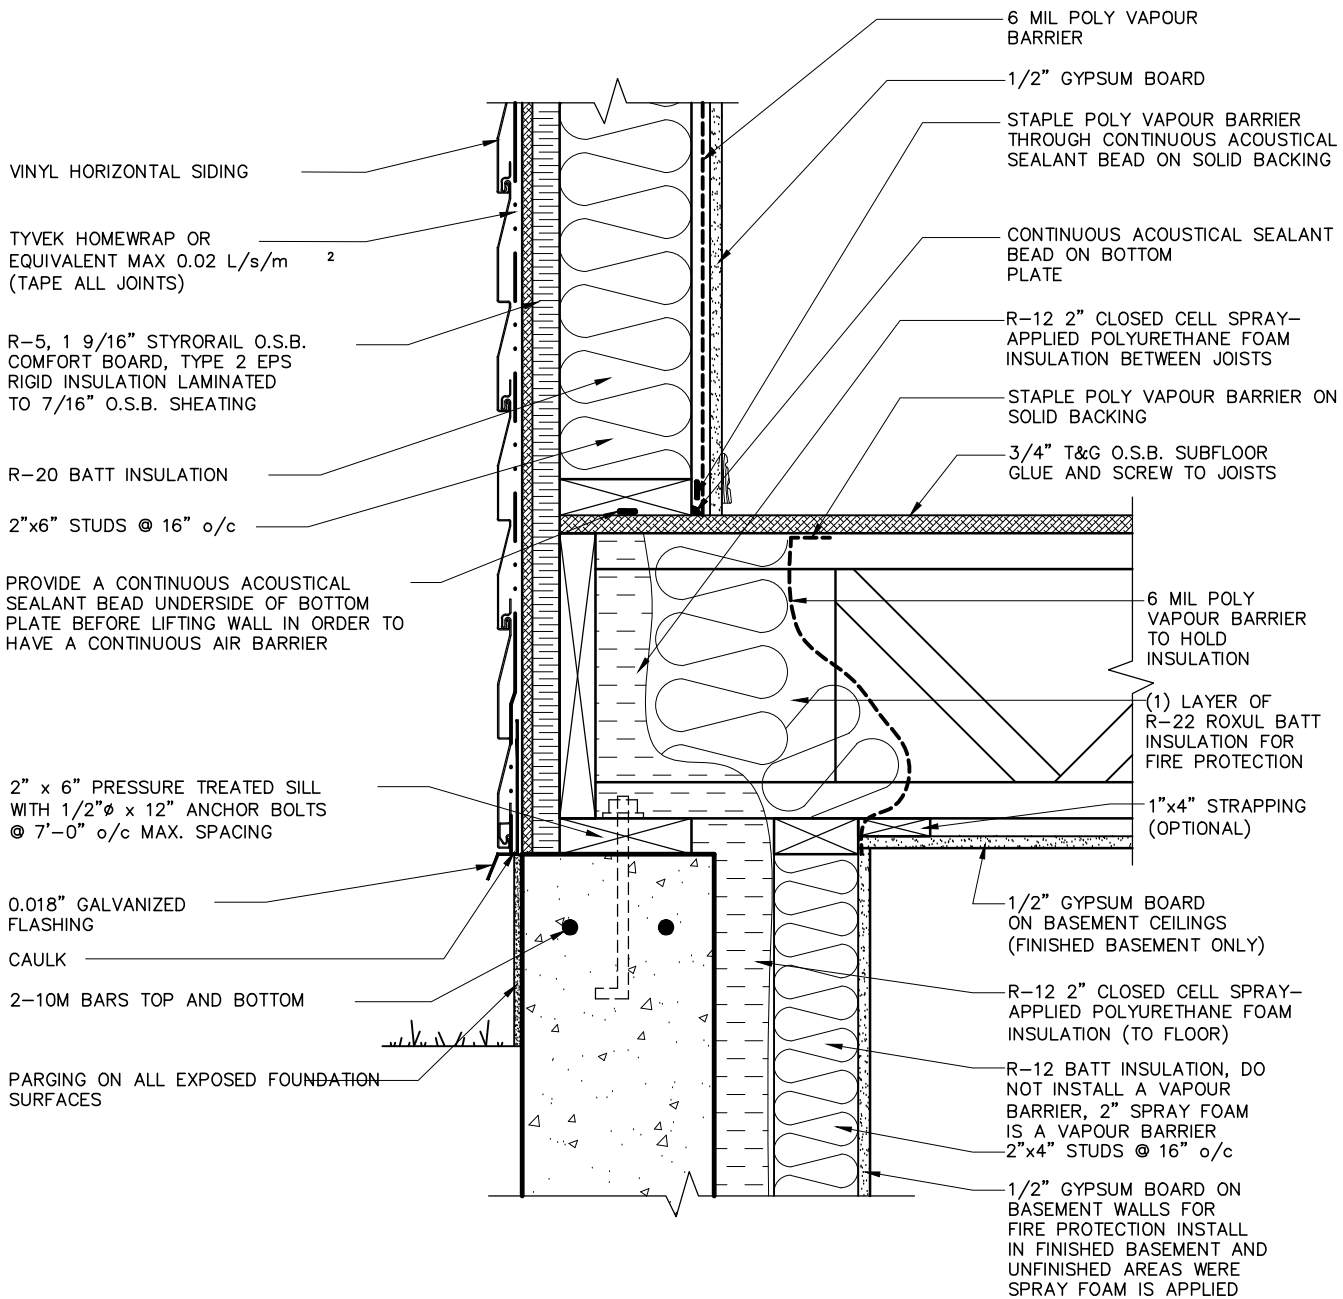 VINYL HORIZONTAL SIDING
TYVEK HOMEWRAP OR
EQUIVALENT MAX 0.02 L/s/m 2
(TAPE ALL JOINTS)
R-5, 1 9/16" STYRORAIL O.S.B.
COMFORT BOARD, TYPE 2 EPS
RIGID INSULATION LAMINATED
TO 7/16" O.S.B. SHEATING
R-20 BATT INSULATION
2"x6" STUDS @ 16" o/c
PROVIDE A CONTINUOUS ACOUSTICAL
SEALANT BEAD UNDERSIDE OF BOTTOM
PLATE BEFORE LIFTING WALL IN ORDER TO
HAVE A CONTINUOUS AIR BARRIER
2" x 6" PRESSURE TREATED SILL
WITH 1/2"ø x 12" ANCHOR BOLTS
@ 7'-0" o/c MAX. SPACING
0.018" GALVANIZED
FLASHING
CAULK
2-10M BARS TOP AND BOTTOM
PARGING ON ALL EXPOSED FOUNDATION
SURFACES
6 MIL POLY VAPOUR
BARRIER
1/2" GYPSUM BOARD
STAPLE POLY VAPOUR BARRIER
THROUGH CONTINUOUS ACOUSTICAL
SEALANT BEAD ON SOLID BACKING
CONTINUOUS ACOUSTICAL SEALANT
BEAD ON BOTTOM
PLATE
R-12 2" CLOSED CELL SPRAY-
APPLIED POLYURETHANE FOAM
INSULATION BETWEEN JOISTS
STAPLE POLY VAPOUR BARRIER ON
SOLID BACKING
3/4" T&G O.S.B. SUBFLOOR
GLUE AND SCREW TO JOISTS
6 MIL POLY
VAPOUR BARRIER
TO HOLD
INSULATION
(1) LAYER OF
R-22 ROXUL BATT
INSULATION FOR
FIRE PROTECTION
1"x4" STRAPPING
(OPTIONAL)
1/2" GYPSUM BOARD
ON BASEMENT CEILINGS
(FINISHED BASEMENT ONLY)
R-12 2" CLOSED CELL SPRAY-
APPLIED POLYURETHANE FOAM
INSULATION (TO FLOOR)
R-12 BATT INSULATION, DO
NOT INSTALL A VAPOUR
BARRIER, 2" SPRAY FOAM
IS A VAPOUR BARRIER
2"x4" STUDS @ 16" o/c
1/2" GYPSUM BOARD ON
BASEMENT WALLS FOR
FIRE PROTECTION INSTALL
IN FINISHED BASEMENT AND
UNFINISHED AREAS WERE
SPRAY FOAM IS APPLIED